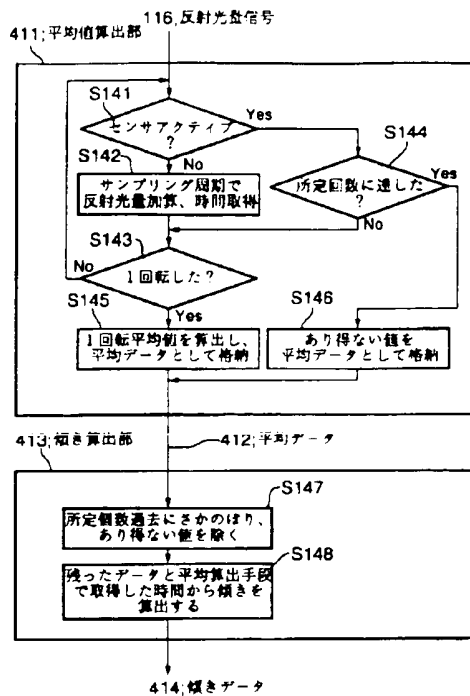 116;反射光量信号
411;平均値算出部
S141
センサアクティブ
?
Yes
No
S142
サンプリング周期で
反射光量加算、時間取得
S144
所定回数に達した
?
Yes
No
S143
1回転した?
No
Yes
S145
1回転平均値を算出し、
平均データとして格納
S146
あり得ない値を
平均データとして格納
412;平均データ
413;傾き算出部
S147
所定個数過去にさかのぼり、
あり得ない値を除く
S148
残ったデータと平均算出手段
で取得した時間から傾きを
算出する
414;傾きデータ